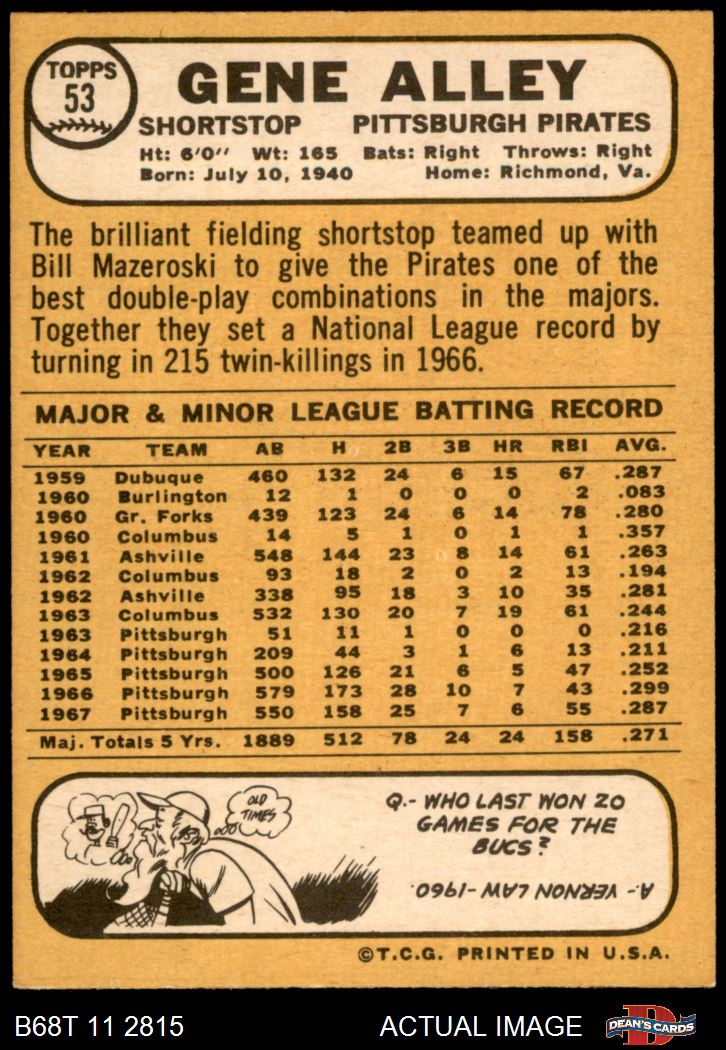 TOPPS
53
GENE ALLEY
SHORTSTOP PITTSBURGH PIRATES
Ht: 6'0" Wt: 165 Bats: Right Throws: Right
Born: July 10, 1940 Home: Richmond, Va.
The brilliant fielding shortstop teamed up with
Bill Mazeroski to give the Pirates one of the
best double-play combinations in the majors.
Together they set a National League record by
turning in 215 twin-killings in 1966.
MAJOR & MINOR LEAGUE BATTING RECORD
YEAR TEAM AB H 2B 3B HR RBI AVG.
1959 Dubuque 460 132 24 6 15 67 .287
1960 Burlington 12 1 0 0 0 2 .083
1960 Gr. Forks 439 123 24 6 14 78 .280
1960 Columbus 14 5 1 0 1 1 .357
1961 Ashville 548 144 23 8 14 61 .263
1962 Columbus 93 18 2 0 2 13 .194
1962 Ashville 338 95 18 3 10 35 .281
1963 Columbus 532 130 20 7 19 61 .244
1963 Pittsburgh 51 11 1 0 0 0 .216
1964 Pittsburgh 209 44 3 1 6 13 .211
1965 Pittsburgh 500 126 21 6 5 47 .252
1966 Pittsburgh 579 173 28 10 7 43 .299
1967 Pittsburgh 550 158 25 7 6 55 .287
Maj. Totals 5 Yrs. 1889 512 78 24 24 158 .271
OLD
TIMES
Q.- WHO LAST WON 20
GAMES FOR THE
BUCS?
A.- VERNON LAW -1960.
©T.C.G. PRINTED IN U.S.A.
B68T 11 2815 ACTUAL IMAGE
D
DEAN'S CARDS